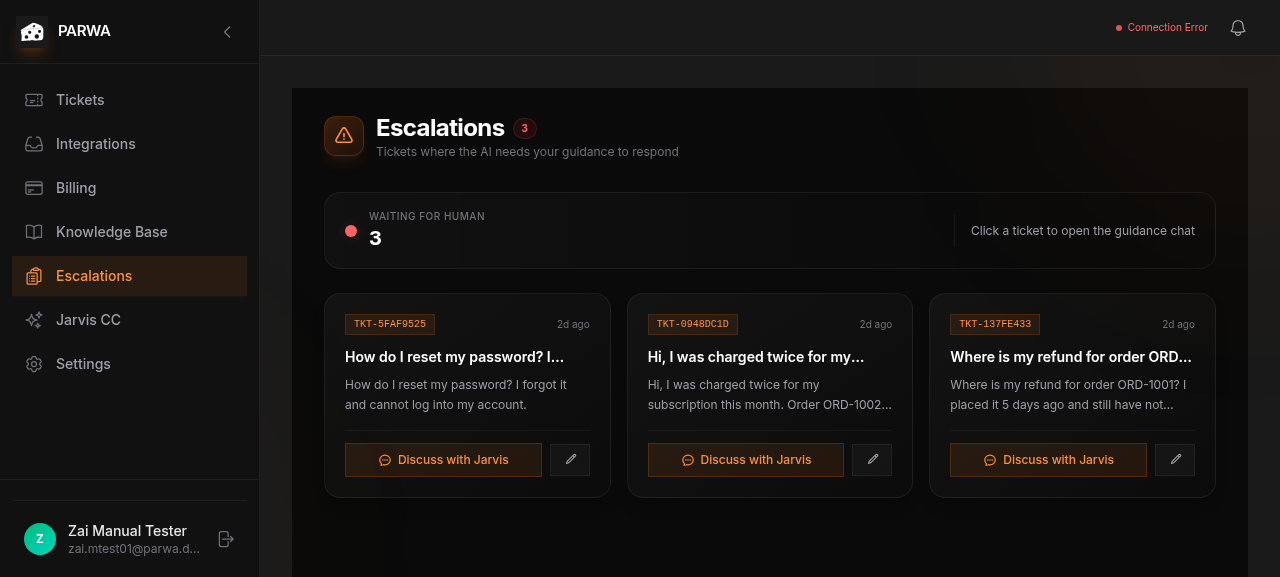 PARWA
Connection Error
Tickets
Integrations
Billing
Knowledge Base
Escalations
Jarvis CC
Settings
Z
Zai Manual Tester
zai.mtest01@parwa.d...
Escalations 3
Tickets where the AI needs your guidance to respond
WAITING FOR HUMAN
3
Click a ticket to open the guidance chat
TKT-5FAF9525 2d ago
How do I reset my password? I...
How do I reset my password? I forgot it
and cannot log into my account.
Discuss with Jarvis
TKT-0948DC1D 2d ago
Hi, I was charged twice for my...
Hi, I was charged twice for my
subscription this month. Order ORD-1002...
Discuss with Jarvis
TKT-137FE433 2d ago
Where is my refund for order ORD...
Where is my refund for order ORD-1001? I
placed it 5 days ago and still have not...
Discuss with Jarvis